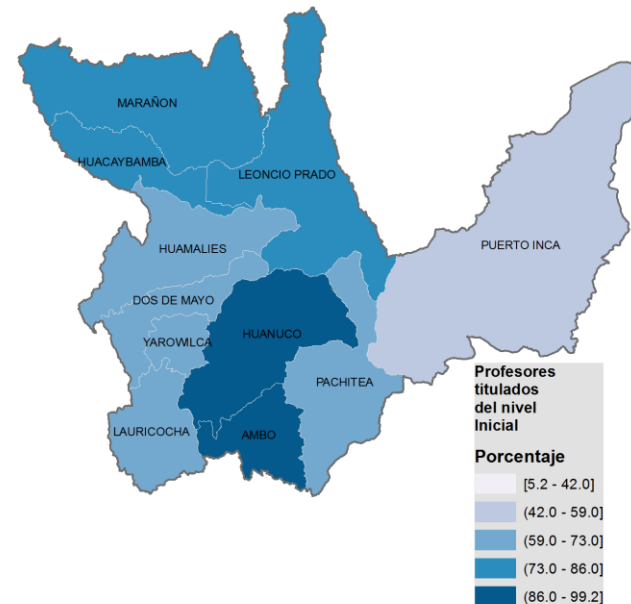 MARAÑON
HUACAYBAMBA
LEONCIO PRADO
HUAMALIES
PUERTO INCA
DOS DE MAYO
HUANUCO
YAROWILCA
PACHITEA
LAURICOCHA
AMBO
Profesores
titulados
del nivel
Inicial
Porcentaje
[5.2 - 42.0]
(42.0 - 59.0]
(59.0 - 73.0]
(73.0 - 86.0]
(86.0 - 99.2]